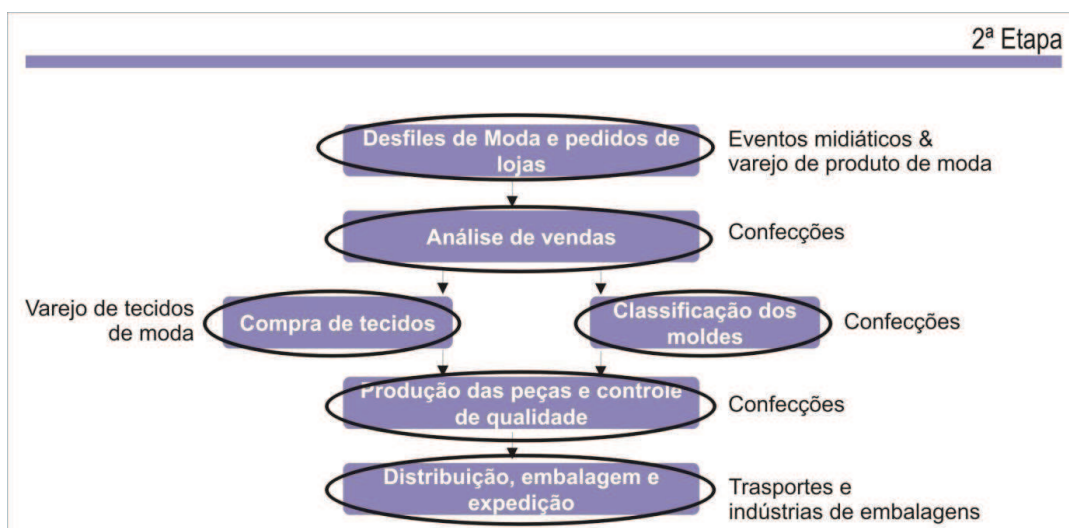 2ª Etapa
Desfiles de Moda e pedidos de
lojas
Eventos midiáticos &
varejo de produto de moda
Análise de vendas
Confecções
Varejo de tecidos
de moda
Compra de tecidos
Classificação dos
moldes
Confecções
Produção das peças e controle
de qualidade
Confecções
Distribuição, embalagem e
expedição
Trasportes e
indústrias de embalagens